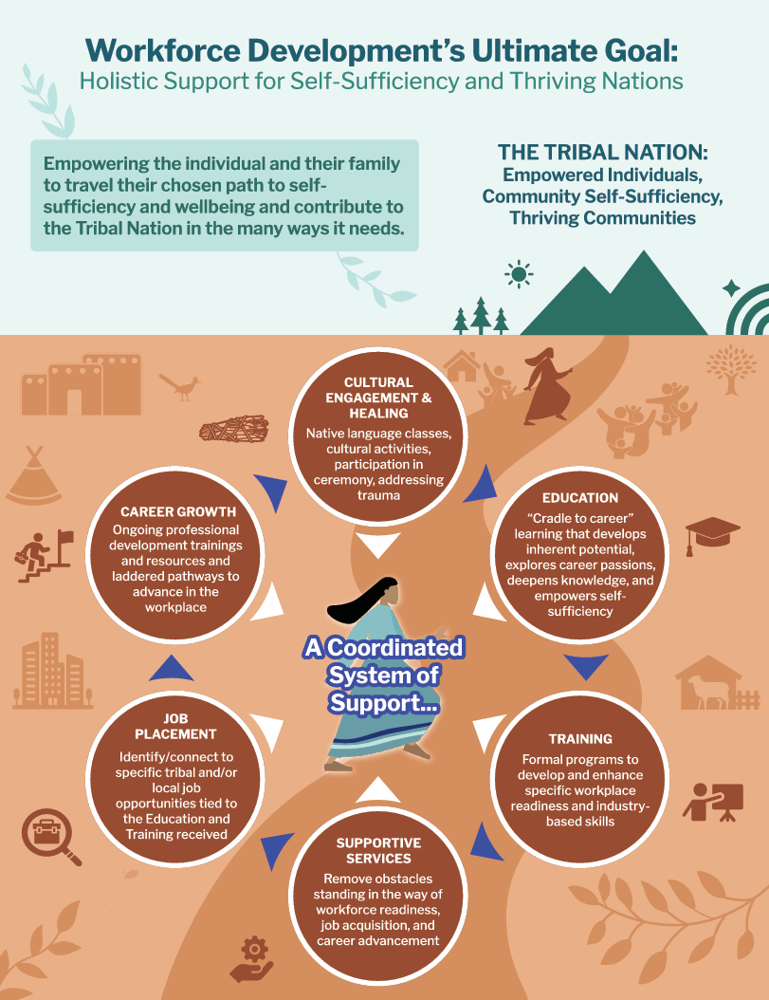 Workforce Development’s Ultimate Goal:
Holistic Support for Self-Sufficiency and Thriving Nations
Empowering the individual and their family
to travel their chosen path to self-
sufficiency and wellbeing and contribute to
the Tribal Nation in the many ways it needs.
THE TRIBAL NATION:
Empowered Individuals,
Community Self-Sufficiency,
Thriving Communities
CULTURAL
ENGAGEMENT &
HEALING
Native language classes,
cultural activities,
participation in
ceremony, addressing
trauma
EDUCATION
“Cradle to career”
learning that develops
inherent potential,
explores career passions,
deepens knowledge, and
empowers self-
sufficiency
TRAINING
Formal programs to
develop and enhance
specific workplace
readiness and industry-
based skills
SUPPORTIVE
SERVICES
Remove obstacles
standing in the way of
workforce readiness,
job acquisition, and
career advancement
JOB
PLACEMENT
Identify/connect to
specific tribal and/or
local job
opportunities tied to
the Education and
Training received
CAREER GROWTH
Ongoing professional
development trainings
and resources and
laddered pathways to
advance in the
workplace
A Coordinated
System of
Support...